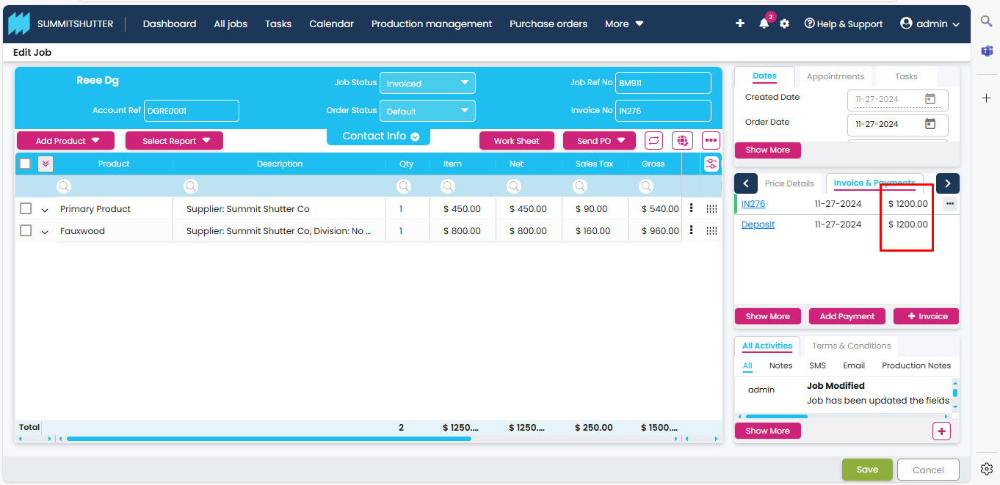 SUMMITSHUTTER Dashboard All jobs Tasks Calendar Production management Purchase orders More 2 Help & Support admin
Edit Job
Reee Dg
Job Status Invoiced
Job Ref No BM911
Account Ref DGRE0001
Order Status Default
Invoice No IN276
Contact Info
Add Product Select Report Work Sheet Send PO
Product Description Qty Item Net Sales Tax Gross
Primary Product Supplier: Summit Shutter Co 1 $ 450.00 $ 450.00 $ 90.00 $ 540.00
Fauxwood Supplier: Summit Shutter Co, Division: No ... 1 $ 800.00 $ 800.00 $ 160.00 $ 960.00
Total 2 $ 1250.... $ 1250.... $ 250.00 $ 1500....
Dates Appointments Tasks
Created Date 11-27-2024
Order Date 11-27-2024
Show More
Price Details Invoice & Payments
IN276 11-27-2024 $ 1200.00
Deposit 11-27-2024 $ 1200.00
Show More Add Payment + Invoice
All Activities Terms & Conditions
All Notes SMS Email Production Notes
admin Job Modified
Job has been updated the fields
Show More
Save Cancel